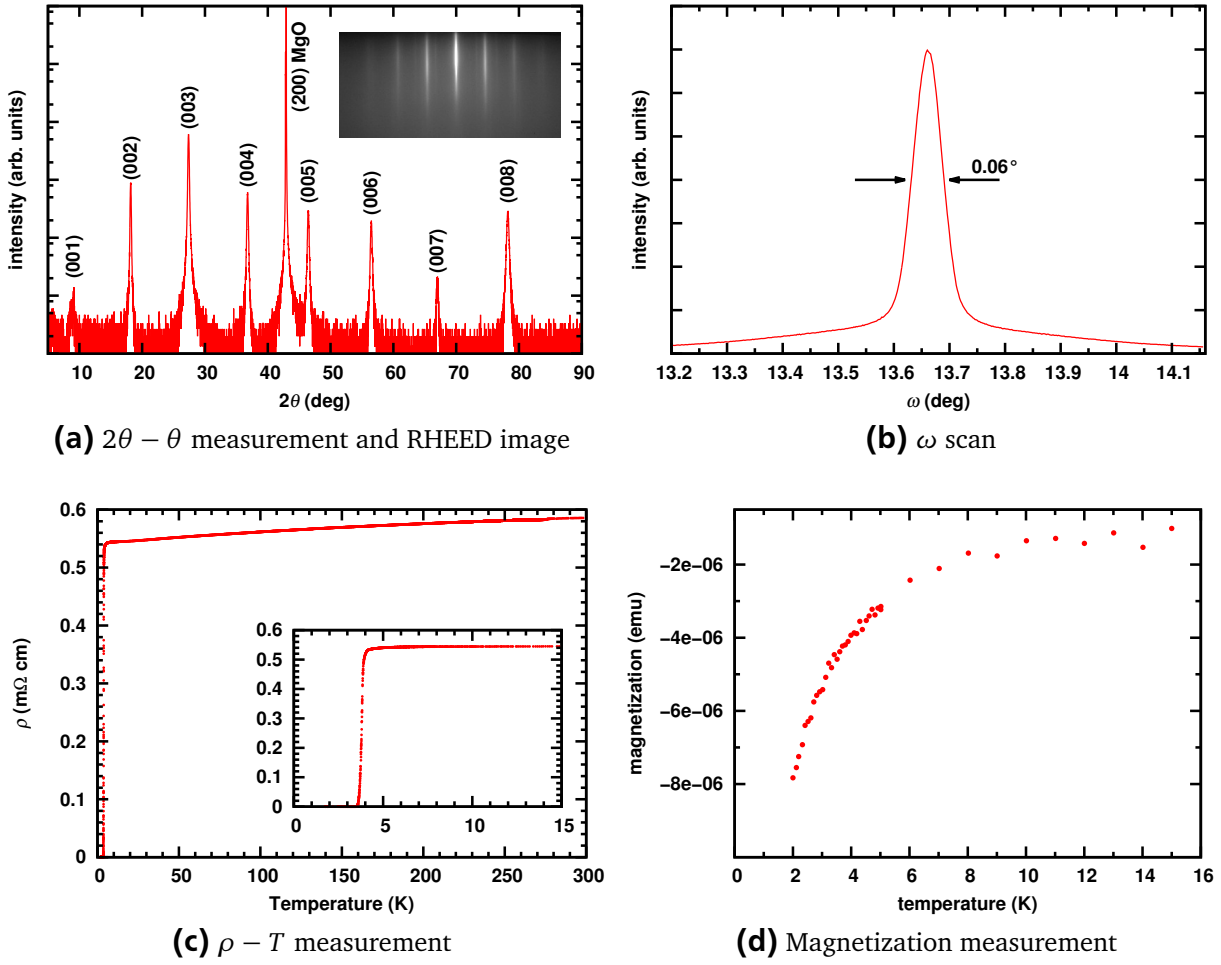 intensity (arb. units)
(001)
(002)
(003)
(004)
(200) MgO
(005)
(006)
(007)
(008)
10 20 30 40 50 60 70 80 90
2θ (deg)
(a) 2θ − θ measurement and RHEED image
intensity (arb. units)
0.06°
13.2 13.3 13.4 13.5 13.6 13.7 13.8 13.9 14 14.1
ω (deg)
(b) ω scan
ρ (mΩ cm)
0.6
0.5
0.4
0.3
0.2
0.1
0
0 50 100 150 200 250 300
Temperature (K)
0.6
0.5
0.4
0.3
0.2
0.1
0
0 5 10 15
(c) ρ − T measurement
magnetization (emu)
−2e−06
−4e−06
−6e−06
−8e−06
0 2 4 6 8 10 12 14 16
temperature (K)
(d) Magnetization measurement